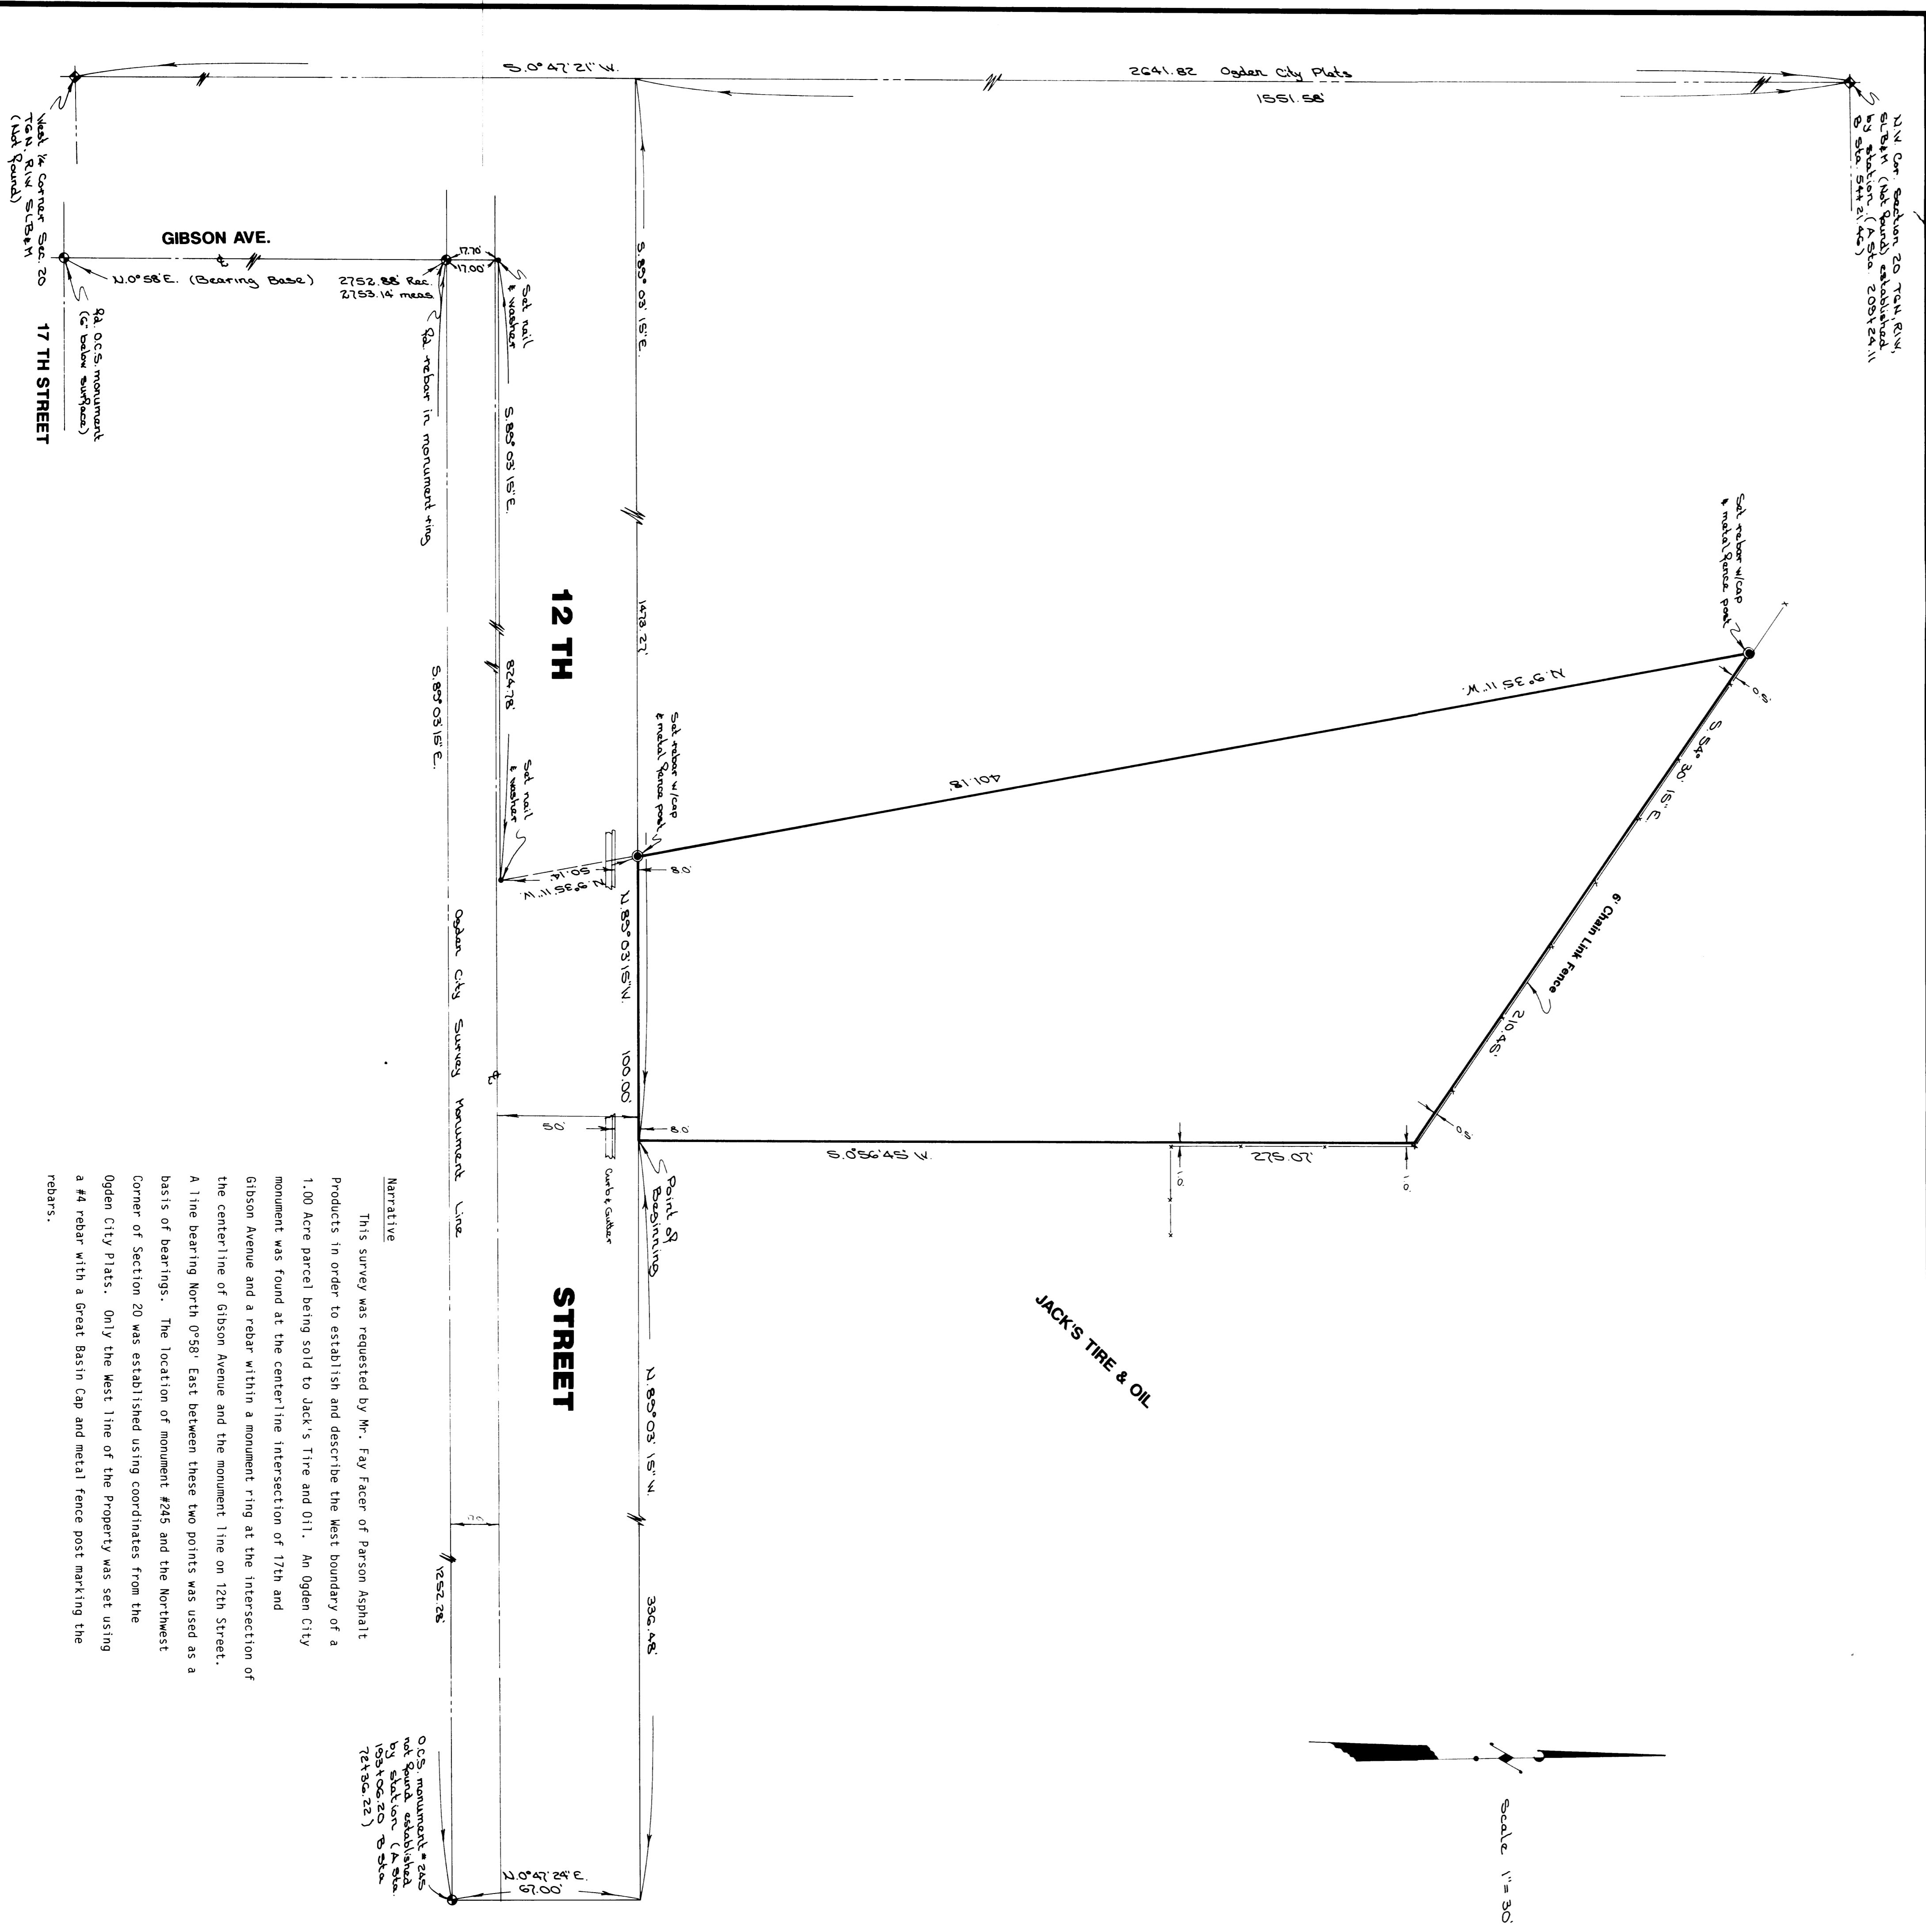 N.W. Cor. Section 20 T6N, R1W,
SLB&M (Not found) established
by station (A Sta. 209+24.11
B Sta. 54+21.46)
2641.82 Ogden City Plats
1551.58'
S.0°47'21"W.
West 1/4 Corner Sec. 20
T6N, R1W SLB&M
(Not found)
GIBSON AVE.
N.0°58'E. (Bearing Base)
2752.88' Rec.
2753.14' meas.
17.70'
17.00'
Set nail
& washer
fd. rebar in monument ring
fd. O.C.S. monument
(6" below surface)
17 TH STREET
S.89°03'15"E.
1473.27'
S.89°03'15"E.
824.78'
S.89°03'15"E.
12 TH
Set nail
& washer
Set rebar w/cap
& metal fence post
N.9°35'11"W.
50.14'
8.0'
N.89°03'15"W.
100.00'
Set rebar w/cap
& metal fence post
N.9°35'11"W.
401.18'
0.5'
S.54°30'15"E.
6' Chain Link Fence
210.45'
0.5'
S.0°56'45"W.
275.07'
1.0'
1.0'
Point of
Beginning
50'
8.0'
Curb & Gutter
Ogden City Survey Monument Line
JACK'S TIRE & OIL
STREET
N.89°03'15"W.
336.48'
1252.28'
N.0°47'24"E.
67.00'
O.C.S. monument #245
not found established
by station (A Sta.
193+06.20 B Sta
72+36.22)
Scale 1"=30'
Narrative
This survey was requested by Mr. Fay Facer of Parson Asphalt
Products in order to establish and describe the West boundary of a
1.00 Acre parcel being sold to Jack's Tire and Oil. An Ogden City
monument was found at the centerline intersection of 17th and
Gibson Avenue and a rebar within a monument ring at the intersection of
the centerline of Gibson Avenue and the monument line on 12th Street.
A line bearing North 0°58' East between these two points was used as a
basis of bearings. The location of monument #245 and the Northwest
Corner of Section 20 was established using coordinates from the
Ogden City Plats. Only the West line of the Property was set using
a #4 rebar with a Great Basin Cap and metal fence post marking the
rebars.